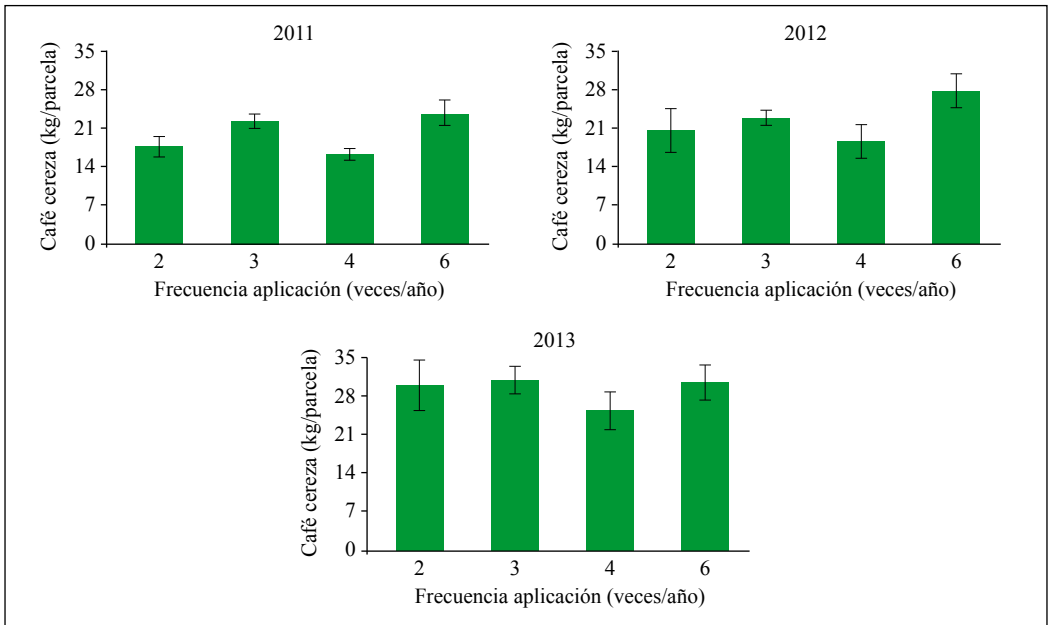 2011
Café cereza (kg/parcela)
35
28
21
14
7
0
2 3 4 6
Frecuencia aplicación (veces/año)
2012
Café cereza (kg/parcela)
35
28
21
14
7
0
2 3 4 6
Frecuencia aplicación (veces/año)
2013
Café cereza (kg/parcela)
35
28
21
14
7
0
2 3 4 6
Frecuencia aplicación (veces/año)